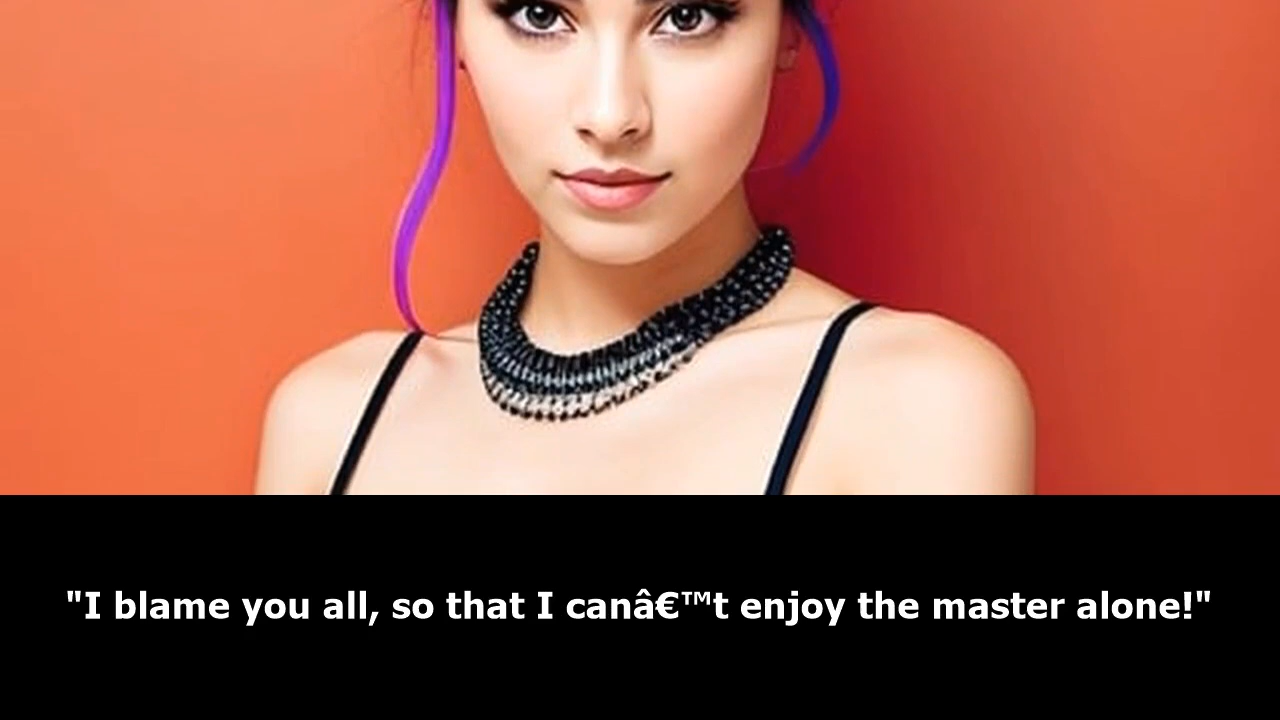 "I blame you all, so that I canâ€™t enjoy the master alone!"